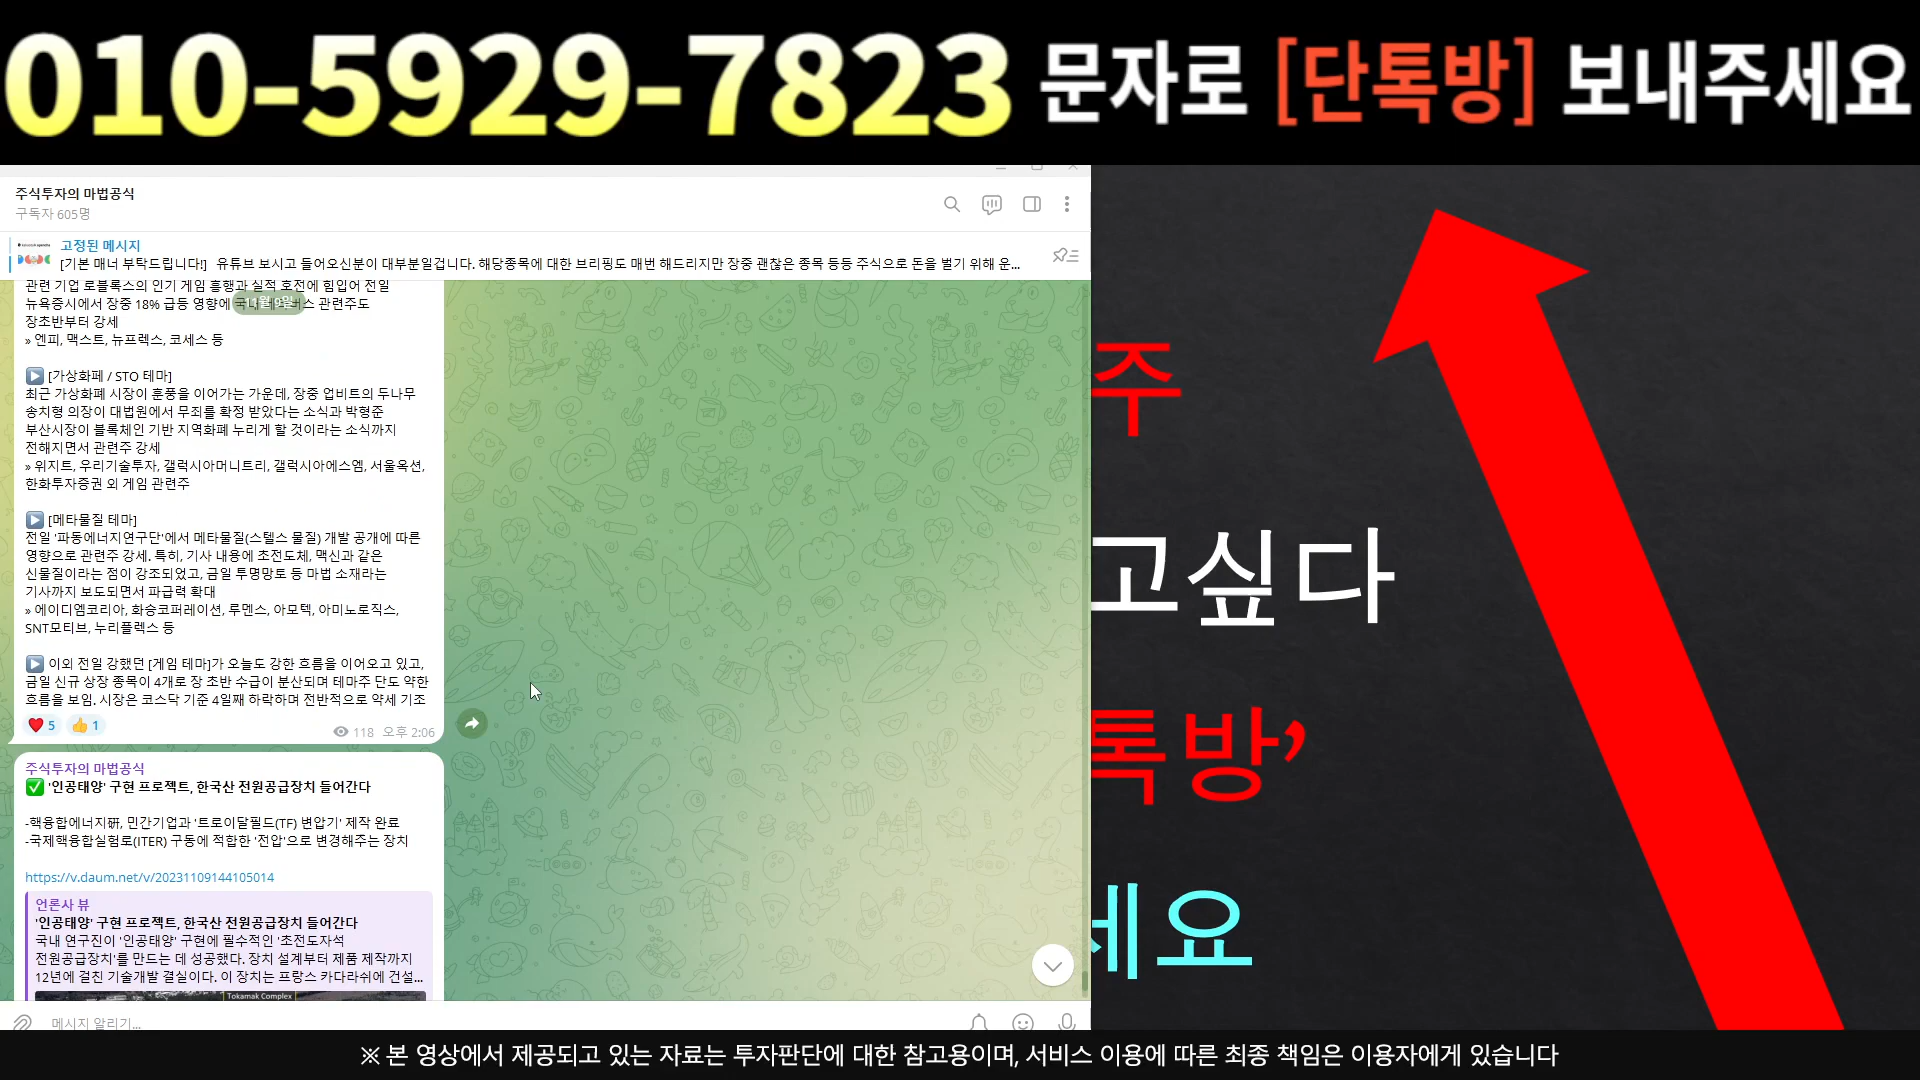 010-5929-7823 문자로 [단톡방] 보내주세요
주식투자의 마법공식
구독자 605명
고정된 메시지
[기본 매너 부탁드립니다!] 유튜브 보시고 들어오신분이 대부분일겁니다. 해당종목에 대한 브리핑도 매번 해드리지만 장중 괜찮은 종목 등등 주식으로 돈을 벌기 위해 운...
관련 기업 로블록스의 인기 게임 흥행과 실적 호전에 힘입어 전일
뉴욕증시에서 장중 18% 급등 영향에 국내 메타버스 관련주도
11월 9일
장초반부터 강세
» 엔피, 맥스트, 뉴프렉스, 코세스 등
[가상화폐 / STO 테마]
최근 가상화폐 시장이 훈풍을 이어가는 가운데, 장중 업비트의 두나무
송치형 의장이 대법원에서 무죄를 확정 받았다는 소식과 박형준
부산시장이 블록체인 기반 지역화폐 누리게 할 것이라는 소식까지
전해지면서 관련주 강세
» 위지트, 우리기술투자, 갤럭시아머니트리, 갤럭시아에스엠, 서울옥션,
한화투자증권 외 게임 관련주
[메타물질 테마]
전일 '파동에너지연구단'에서 메타물질(스텔스 물질) 개발 공개에 따른
영향으로 관련주 강세. 특히, 기사 내용에 초전도체, 맥신과 같은
신물질이라는 점이 강조되었고, 금일 투명망토 등 마법 소재라는
기사까지 보도되면서 파급력 확대
» 에이디엠코리아, 화승코퍼레이션, 루멘스, 아모텍, 아미노로직스,
SNT모티브, 누리플렉스 등
이외 전일 강했던 [게임 테마]가 오늘도 강한 흐름을 이어오고 있고,
금일 신규 상장 종목이 4개로 장 초반 수급이 분산되며 테마주 단도 약한
흐름을 보임. 시장은 코스닥 기준 4일째 하락하며 전반적으로 약세 기조
5 1 118 오후 2:06
주식투자의 마법공식
'인공태양' 구현 프로젝트, 한국산 전원공급장치 들어간다
-핵융합에너지硏, 민간기업과 '트로이달필드(TF) 변압기' 제작 완료
-국제핵융합실험로(ITER) 구동에 적합한 '전압'으로 변경해주는 장치
https://v.daum.net/v/20231109144105014
언론사 뷰
'인공태양' 구현 프로젝트, 한국산 전원공급장치 들어간다
국내 연구진이 '인공태양' 구현에 필수적인 '초전도자석
전원공급장치'를 만드는 데 성공했다. 장치 설계부터 제품 제작까지
12년에 걸친 기술개발 결실이다. 이 장치는 프랑스 카다라쉬에 건설...
Tokamak Complex
메시지 알리기...
주
고싶다
톡방'
세요
※ 본 영상에서 제공되고 있는 자료는 투자판단에 대한 참고용이며, 서비스 이용에 따른 최종 책임은 이용자에게 있습니다